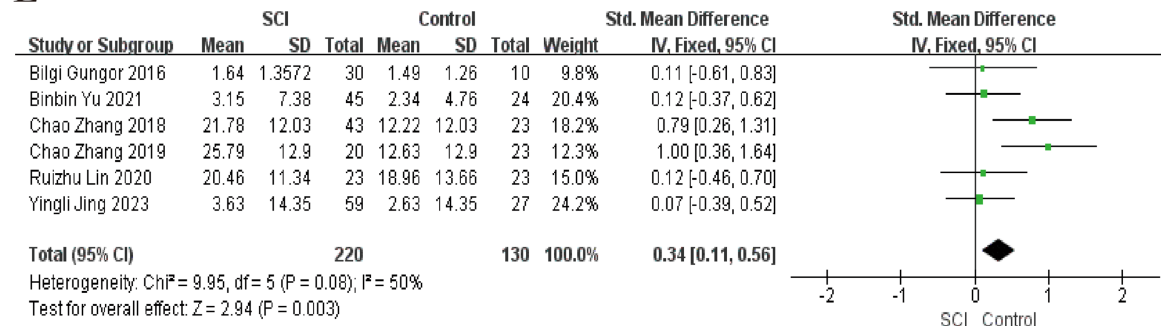 SCI Control Std. Mean Difference Std. Mean Difference
Study or Subgroup Mean SD Total Mean SD Total Weight IV, Fixed, 95% CI IV, Fixed, 95% CI
Bilgi Gungor 2016 1.64 1.3572 30 1.49 1.26 10 9.8% 0.11 [-0.61, 0.83]
Binbin Yu 2021 3.15 7.38 45 2.34 4.76 24 20.4% 0.12 [-0.37, 0.62]
Chao Zhang 2018 21.78 12.03 43 12.22 12.03 23 18.2% 0.79 [0.26, 1.31]
Chao Zhang 2019 25.79 12.9 20 12.63 12.9 23 12.3% 1.00 [0.36, 1.64]
Ruizhu Lin 2020 20.46 11.34 23 18.96 13.66 23 15.0% 0.12 [-0.46, 0.70]
Yingli Jing 2023 3.63 14.35 59 2.63 14.35 27 24.2% 0.07 [-0.39, 0.52]
Total (95% CI) 220 130 100.0% 0.34 [0.11, 0.56]
Heterogeneity: Chi² = 9.95, df = 5 (P = 0.08); I² = 50%
Test for overall effect: Z = 2.94 (P = 0.003)
-2 -1 0 1 2
SCI Control